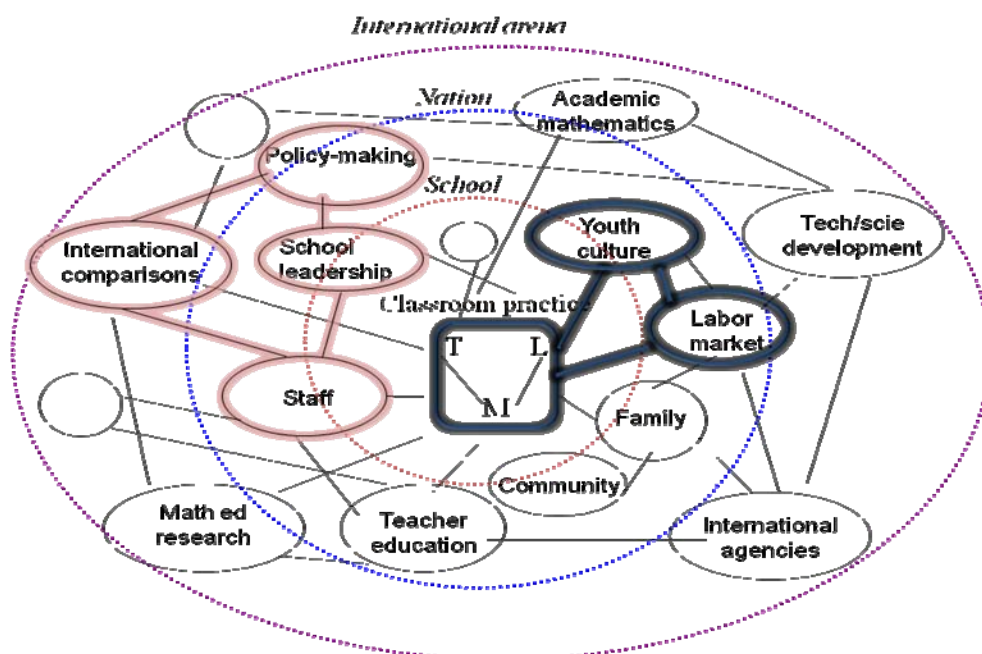 International arena
Nation
Academic
mathematics
Policy-making
School
Youth
culture
Tech/scie
development
International
comparisons
School
leadership
Classroom practice
Labor
market
T
L
M
Staff
Family
Community
Math ed
research
Teacher
education
International
agencies